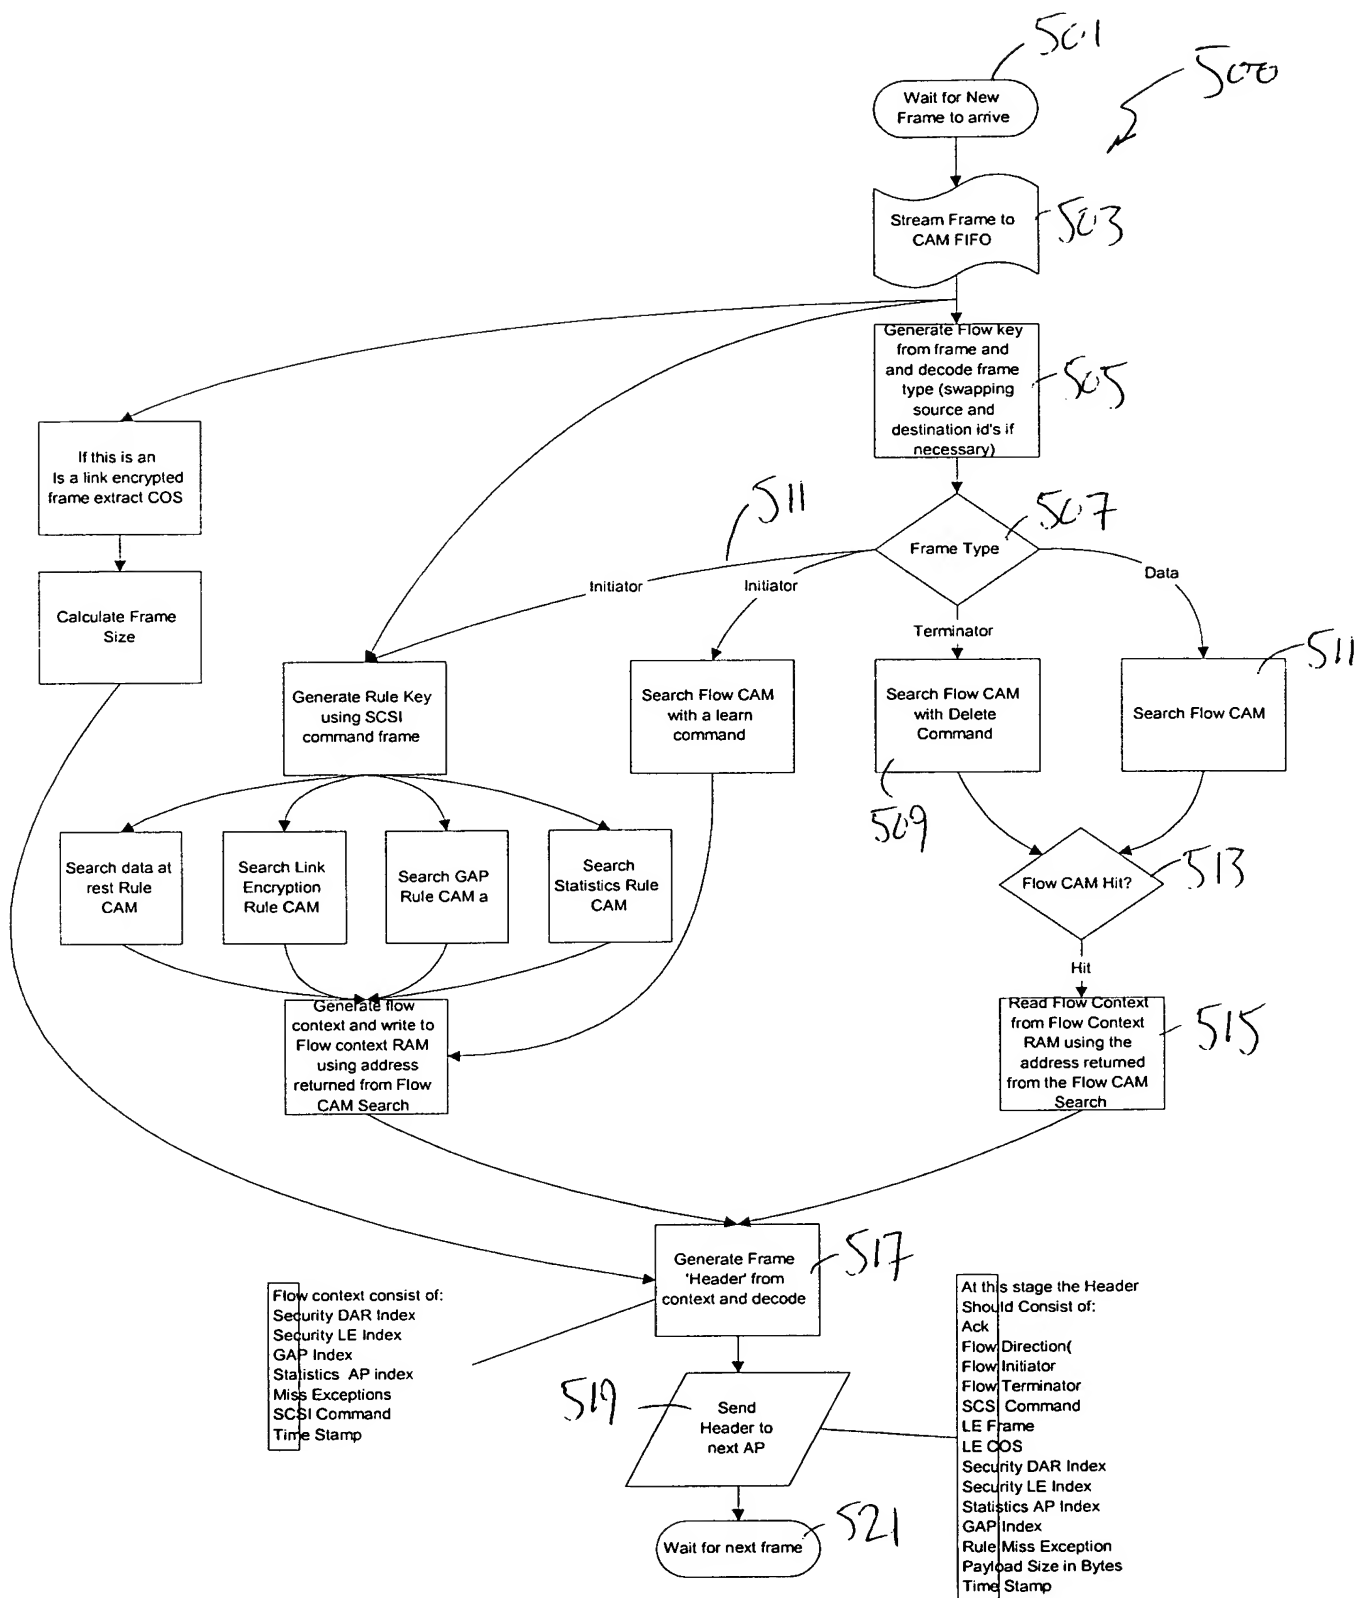 501
500
Wait for New
Frame to arrive
Stream Frame to
CAM FIFO
503
Generate Flow key
from frame and
and decode frame
type (swapping
source and
destination id's if
necessary)
505
If this is an
Is a link encrypted
frame extract COS
511
507
Frame Type
Initiator
Initiator
Data
Terminator
Calculate Frame
Size
Generate Rule Key
using SCSI
command frame
Search Flow CAM
with a learn
command
Search Flow CAM
with Delete
Command
Search Flow CAM
511
509
Search data at
rest Rule
CAM
Search Link
Encryption
Rule CAM
Search GAP
Rule CAM a
Search
Statistics Rule
CAM
Flow CAM Hit?
513
Hit
Generate flow
context and write to
Flow context RAM
using address
returned from Flow
CAM Search
Read Flow Context
from Flow Context
RAM using the
address returned
from the Flow CAM
Search
515
Generate Frame
'Header' from
context and decode
517
Flow context consist of:
Security DAR Index
Security LE Index
GAP Index
Statistics AP index
Miss Exceptions
SCSI Command
Time Stamp
At this stage the Header
Should Consist of:
Ack
Flow Direction(
Flow Initiator
Flow Terminator
SCSI Command
LE Frame
LE COS
Security DAR Index
Security LE Index
Statistics AP Index
GAP Index
Rule Miss Exception
Payload Size in Bytes
Time Stamp
519
Send
Header to
next AP
Wait for next frame
521